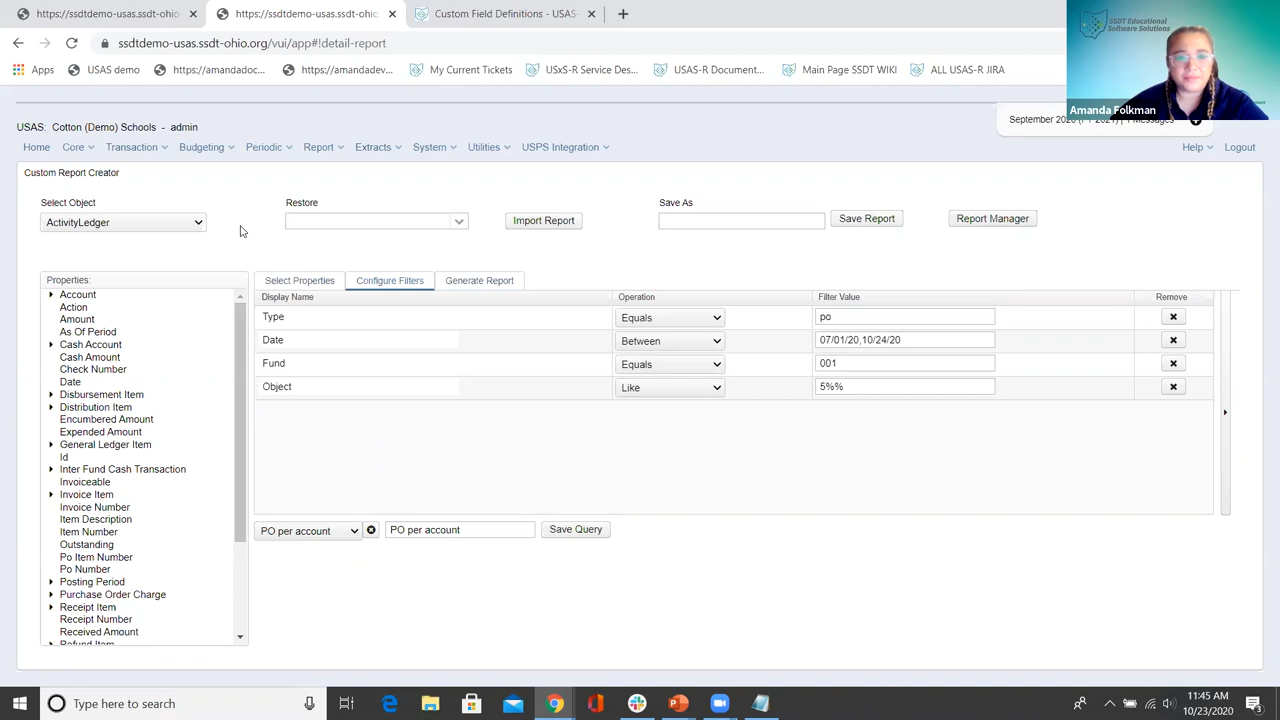 https://ssdtdemo-usas.ssdt-ohio.
https://ssdtdemo-usas.ssdt-ohio.
Custom Field Definitions - USAS-
ssdtdemo-usas.ssdt-ohio.org/vui/app#!detail-report
Apps
USAS demo
https://amandadoc...
https://amandadev...
My Current Tickets
USxS-R Service Des...
USAS-R Document...
Main Page SSDT WIKI
ALL USAS-R JIRA
SSDT Educational
Software Solutions
Amanda Folkman
USAS: Cotton (Demo) Schools - admin
Home
Core
Transaction
Budgeting
Periodic
Report
Extracts
System
Utilities
USPS Integration
Help
Logout
Custom Report Creator
Select Object
Restore
Save As
ActivityLedger
Import Report
Save Report
Report Manager
Properties:
Account
Action
Amount
As Of Period
Cash Account
Cash Amount
Check Number
Date
Disbursement Item
Distribution Item
Encumbered Amount
Expended Amount
General Ledger Item
Id
Inter Fund Cash Transaction
Invoiceable
Invoice Item
Invoice Number
Item Description
Item Number
Outstanding
Po Item Number
Po Number
Posting Period
Purchase Order Charge
Receipt Item
Receipt Number
Received Amount
Refund Item
Select Properties
Configure Filters
Generate Report
Display Name Operation Filter Value Remove
Type Equals po
Date Between 07/01/20,10/24/20
Fund Equals 001
Object Like 5%%
PO per account
PO per account
Save Query
Type here to search
11:45 AM
10/23/2020
3